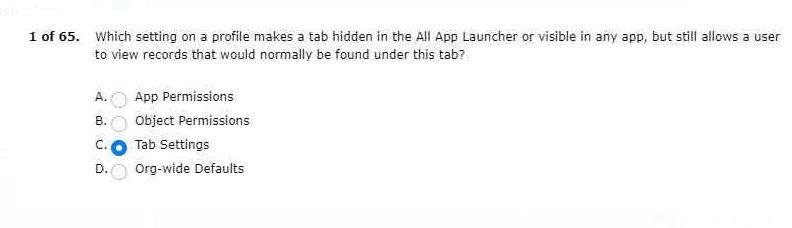 1 of 65. Which setting on a profile makes a tab hidden in the All App Launcher or visible in any app, but still allows a user
to view records that would normally be found under this tab?
A. App Permissions
B. Object Permissions
C. Tab Settings
D. Org-wide Defaults